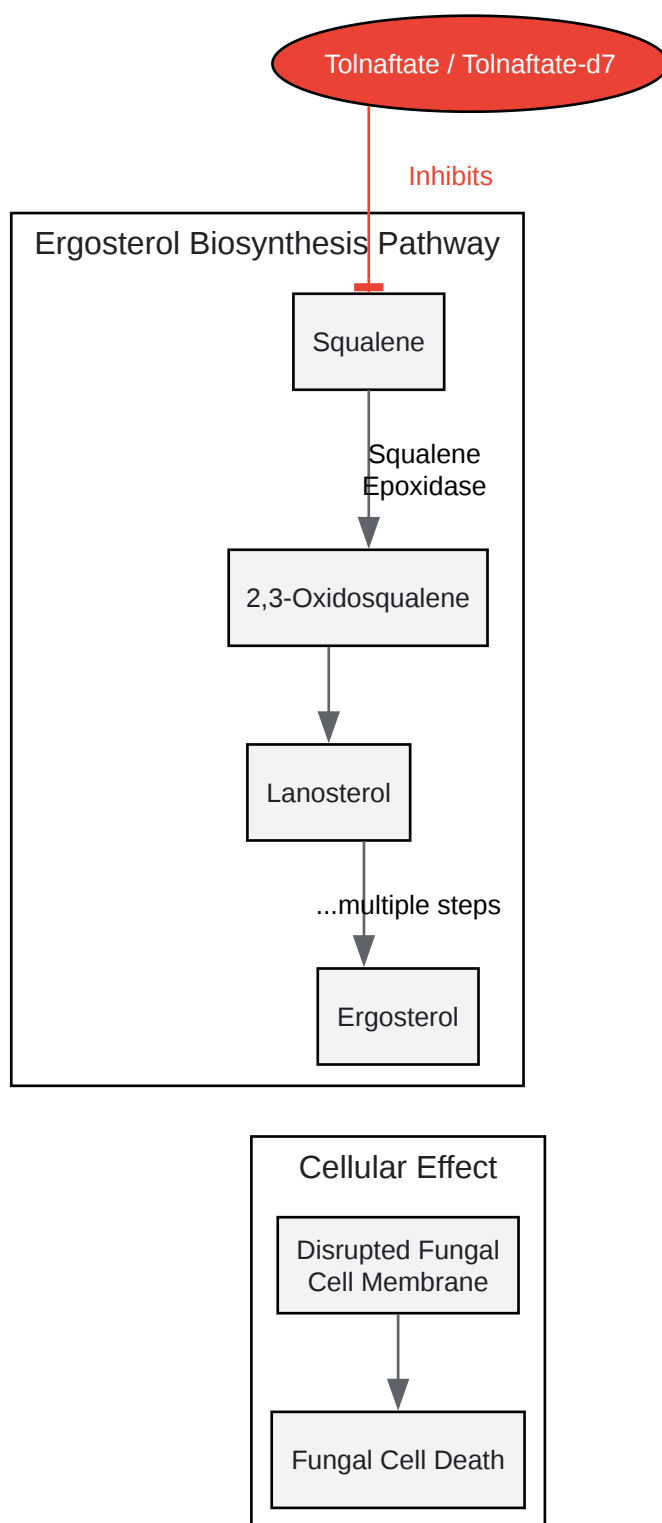 Tolnaftate / Tolnaftate-d7
Inhibits
Ergosterol Biosynthesis Pathway
Squalene
Squalene
Epoxidase
2,3-Oxidosqualene
Lanosterol
...multiple steps
Ergosterol
Cellular Effect
Disrupted Fungal
Cell Membrane
Fungal Cell Death